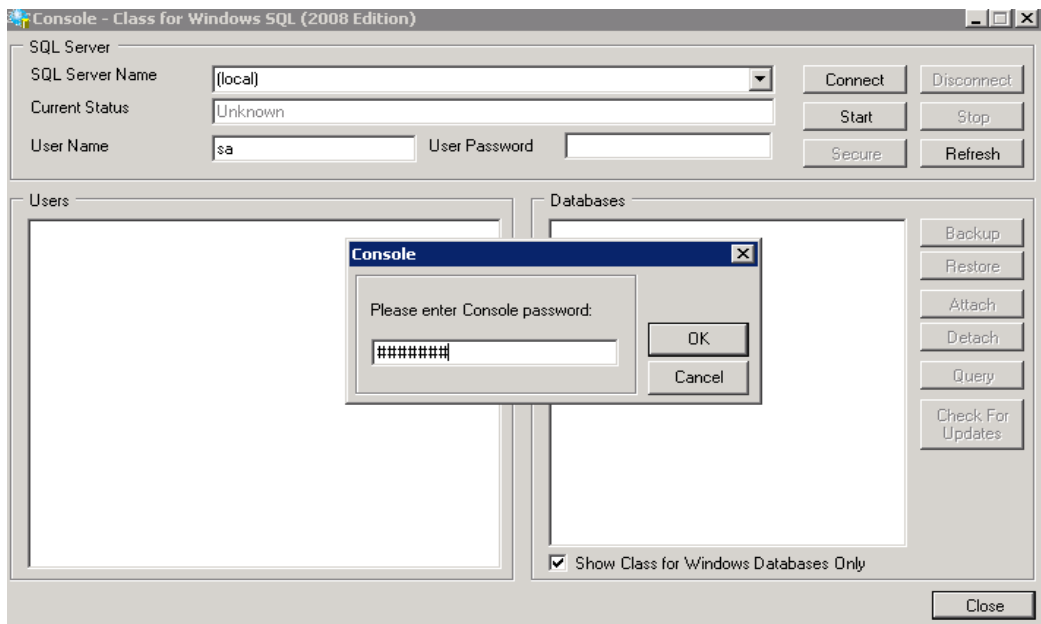 Console - Class for Windows SQL (2008 Edition)
SQL Server
SQL Server Name (local) Connect Disconnect
Current Status Unknown Start Stop
User Name sa User Password Secure Refresh
Users Databases
Backup
Console
Restore
Please enter Console password:
Attach
OK
Detach
#######
Cancel
Query
Check For
Updates
Show Class for Windows Databases Only
Close